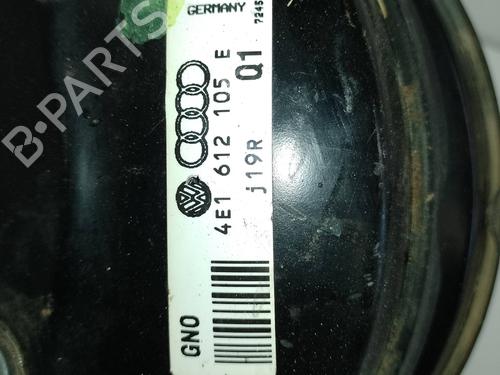 GERMANY
7245
4E1 612 105 E
j19R Q1
GNO
B-PARTS